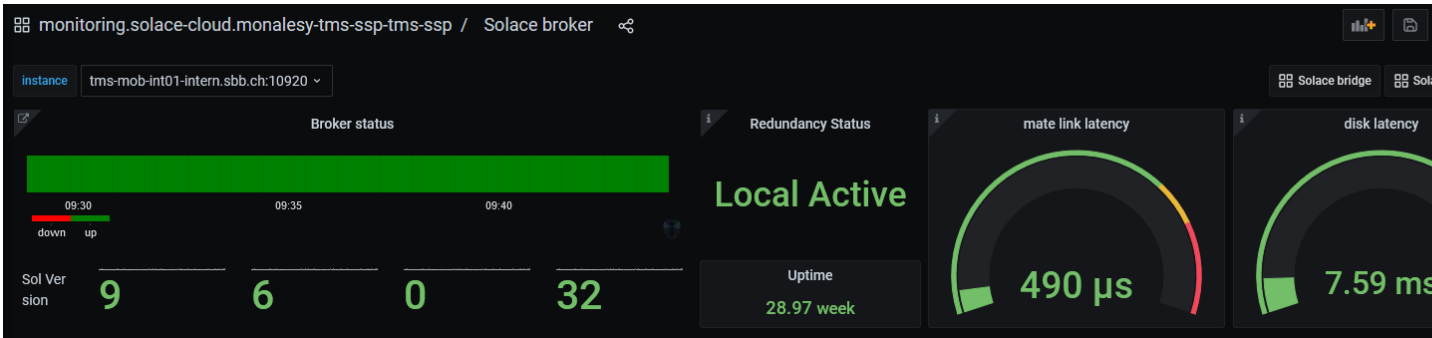 monitoring.solace-cloud.monalesy-tms-ssp-tms-ssp / Solace broker
instance tms-mob-int01-intern.sbb.ch:10920
Solace bridge
Broker status
09:30 09:35 09:40
down up
Sol Ver
sion
9 6 0 32
Redundancy Status
Local Active
Uptime
28.97 week
mate link latency
490 µs
disk latency
7.59 ms